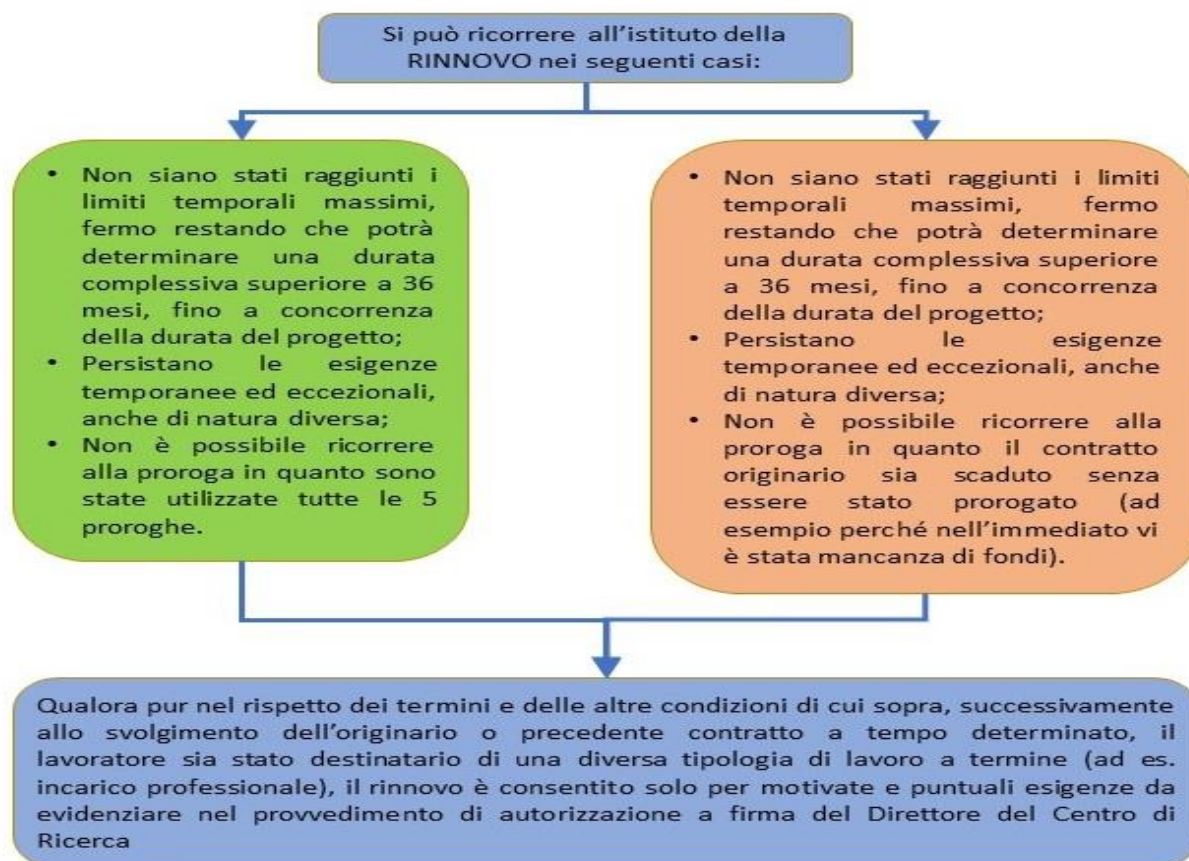 Si può ricorrere all'istituto della
RINNOVO nei seguenti casi:
• Non siano stati raggiunti i
limiti temporali massimi,
fermo restando che potrà
determinare una durata
complessiva superiore a 36
mesi, fino a concorrenza
della durata del progetto;
• Persistano le esigenze
temporanee ed eccezionali,
anche di natura diversa;
• Non è possibile ricorrere
alla proroga in quanto sono
state utilizzate tutte le 5
proroghe.
• Non siano stati raggiunti i limiti
temporali massimi, fermo
restando che potrà determinare
una durata complessiva superiore
a 36 mesi, fino a concorrenza
della durata del progetto;
• Persistano le esigenze
temporanee ed eccezionali, anche
di natura diversa;
• Non è possibile ricorrere alla
proroga in quanto il contratto
originario sia scaduto senza
essere stato prorogato (ad
esempio perché nell'immediato vi
è stata mancanza di fondi).
Qualora pur nel rispetto dei termini e delle altre condizioni di cui sopra, successivamente
allo svolgimento dell'originario o precedente contratto a tempo determinato, il
lavoratore sia stato destinatario di una diversa tipologia di lavoro a termine (ad es.
incarico professionale), il rinnovo è consentito solo per motivate e puntuali esigenze da
evidenziare nel provvedimento di autorizzazione a firma del Direttore del Centro di
Ricerca